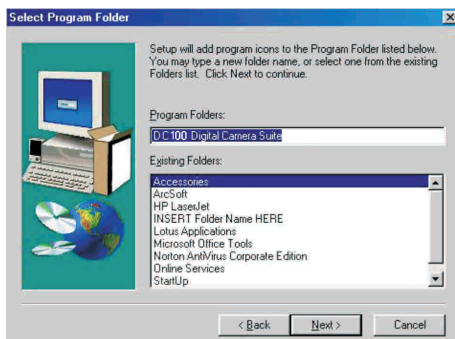 Select Program Folder
Setup will add program icons to the Program Folder listed below.
You may type a new folder name, or select one from the existing
Folders list. Click Next to continue.
Program Folders:
DC100 Digital Camera Suite
Existing Folders:
Accessories
ArcSoft
HP LaserJet
INSERT Folder Name HERE
Lotus Applications
Microsoft Office Tools
Norton AntiVirus Corporate Edition
Online Services
StartUp
< Back Next > Cancel